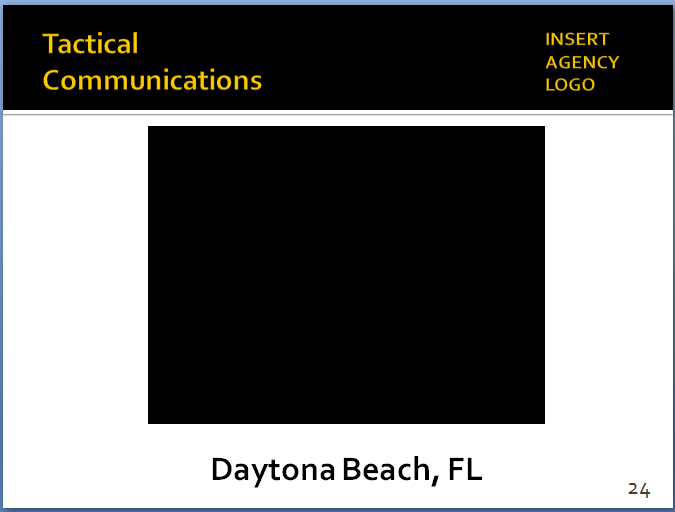 Tactical
Communications
INSERT
AGENCY
LOGO
Daytona Beach, FL
24